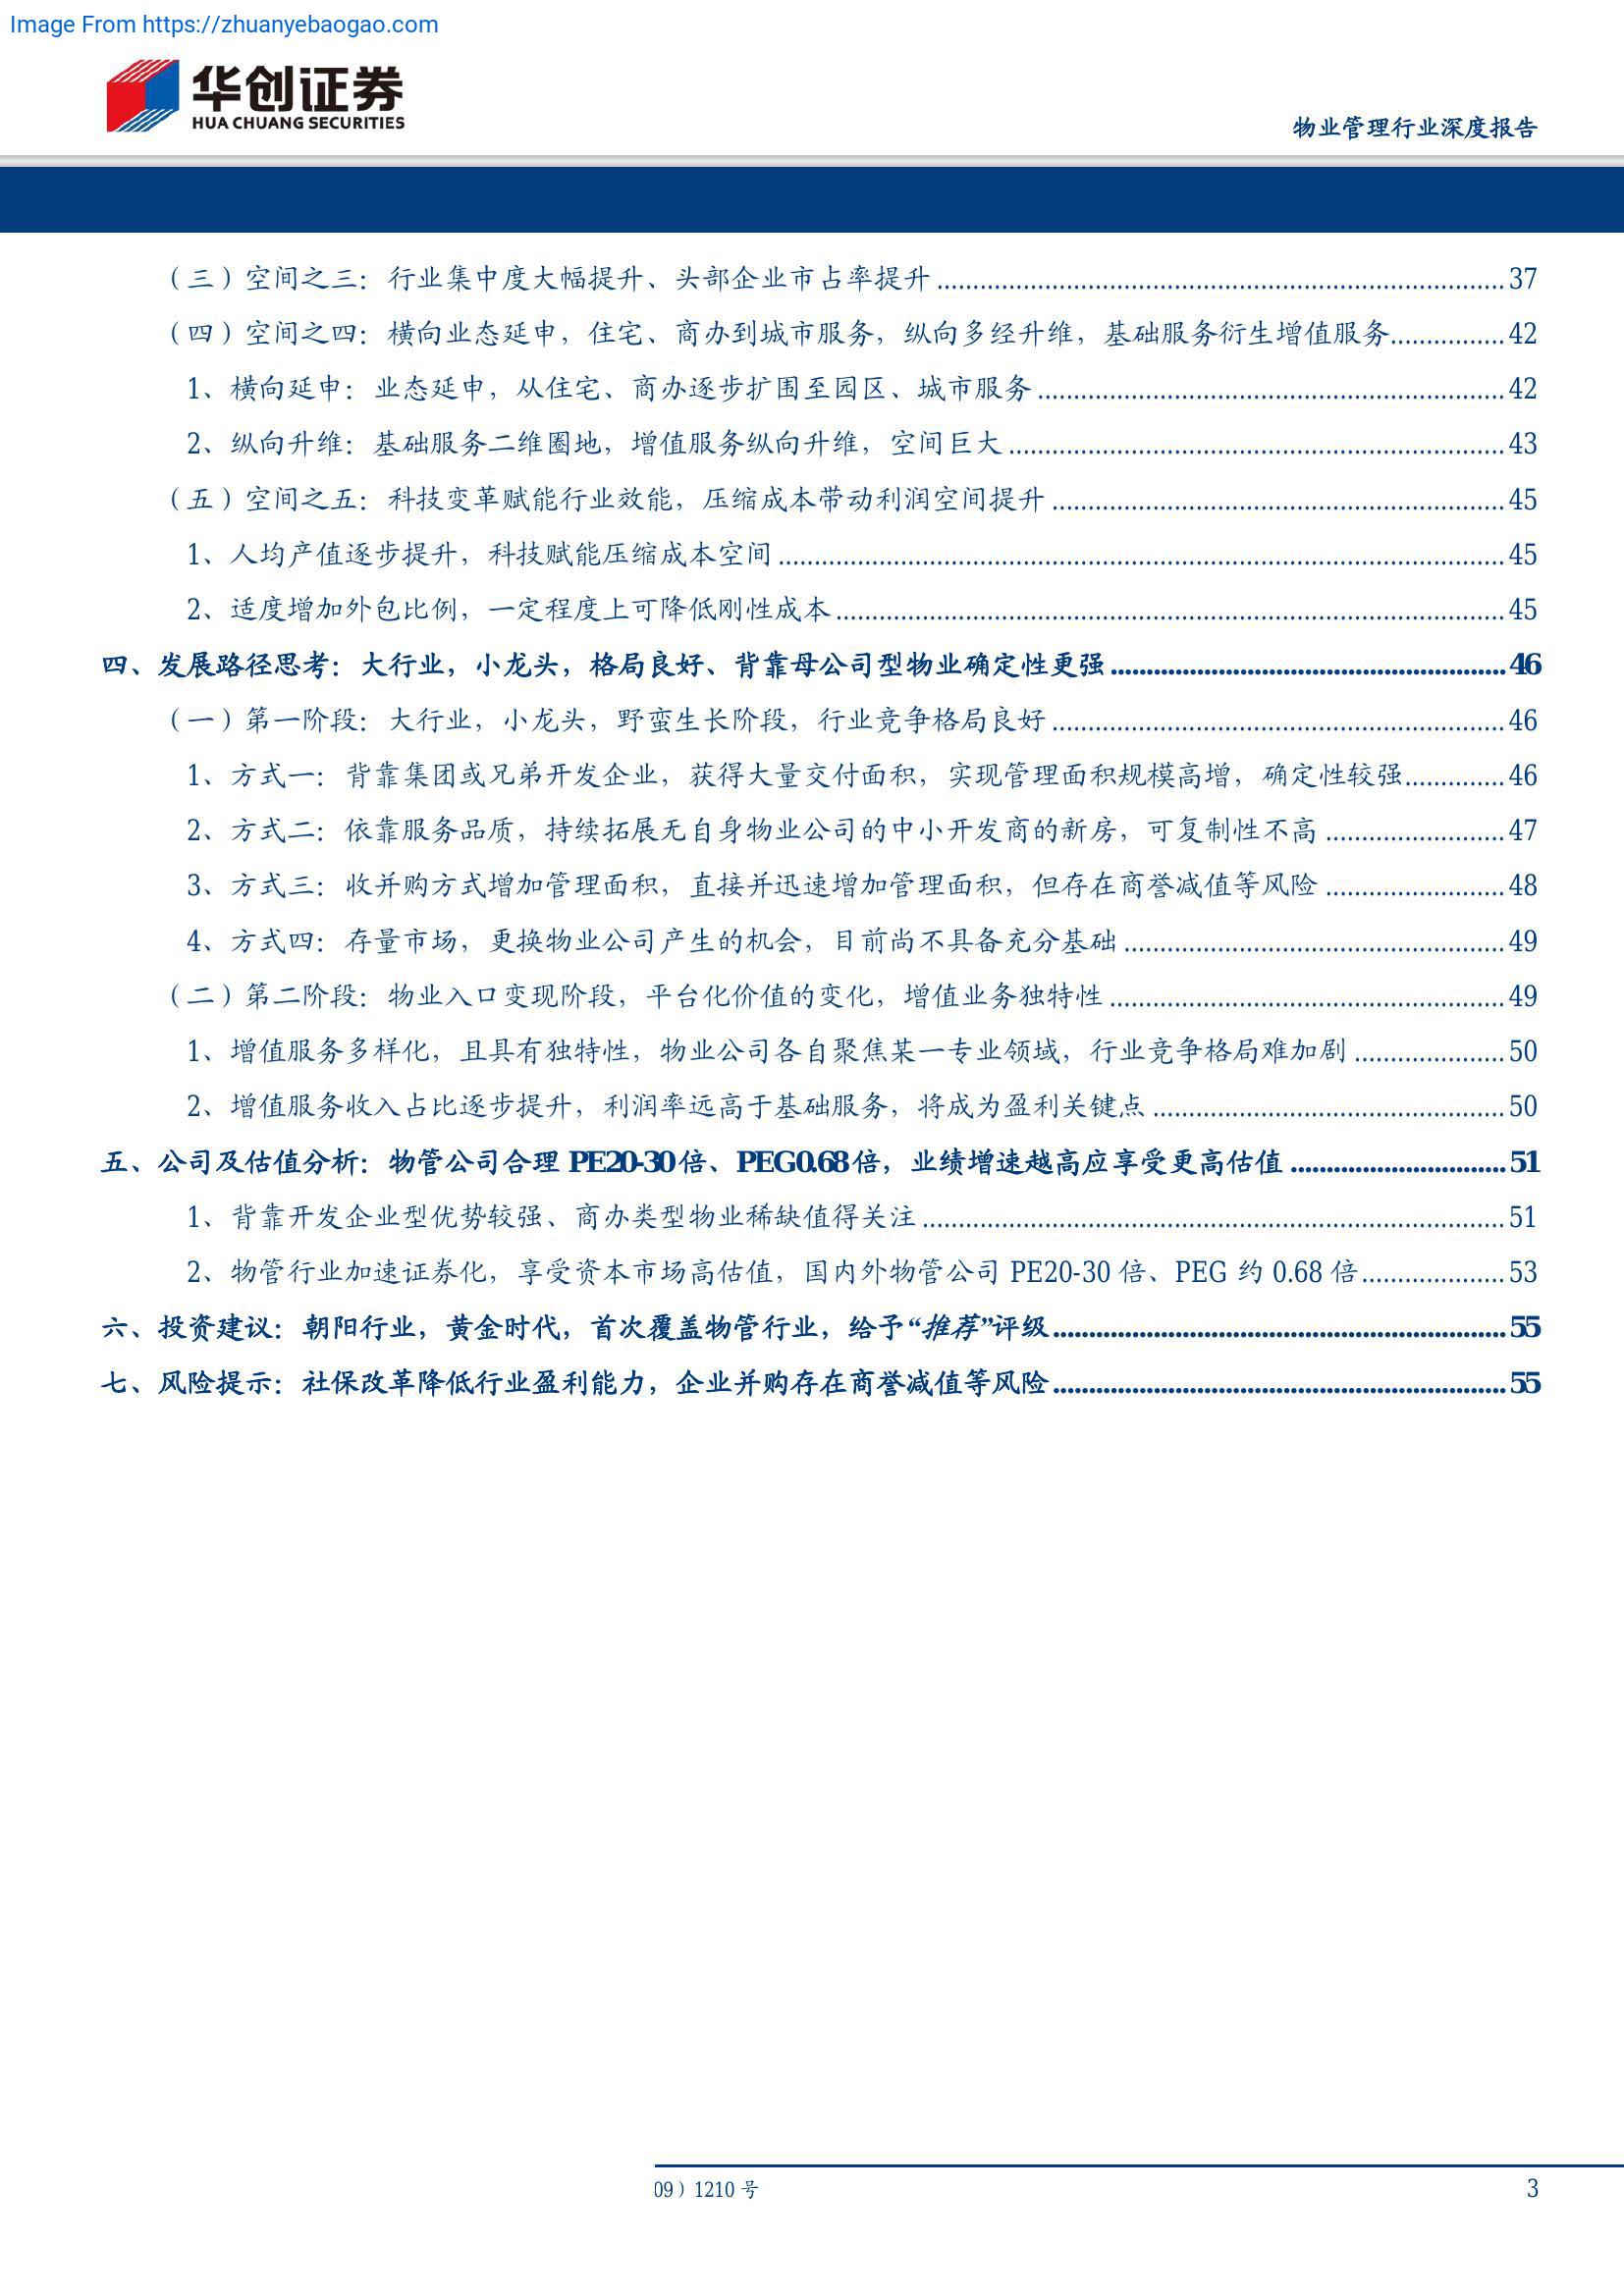 Image From https://zhuanyebaogao.com
华创证券
HUA CHUANG SECURITIES
物业管理行业深度报告
（三）空间之三：行业集中度大幅提升、头部企业市占率提升 37
（四）空间之四：横向业态延申，住宅、商办到城市服务，纵向多经升维，基础服务衍生增值服务 42
1、横向延申：业态延申，从住宅、商办逐步扩围至园区、城市服务 42
2、纵向升维：基础服务二维圈地，增值服务纵向升维，空间巨大 43
（五）空间之五：科技变革赋能行业效能，压缩成本带动利润空间提升 45
1、人均产值逐步提升，科技赋能压缩成本空间 45
2、适度增加外包比例，一定程度上可降低刚性成本 45
四、发展路径思考：大行业，小龙头，格局良好、背靠母公司型物业确定性更强 46
（一）第一阶段：大行业，小龙头，野蛮生长阶段，行业竞争格局良好 46
1、方式一：背靠集团或兄弟开发企业，获得大量交付面积，实现管理面积规模高增，确定性较强 46
2、方式二：依靠服务品质，持续拓展无自身物业公司的中小开发商的新房，可复制性不高 47
3、方式三：收并购方式增加管理面积，直接并迅速增加管理面积，但存在商誉减值等风险 48
4、方式四：存量市场，更换物业公司产生的机会，目前尚不具备充分基础 49
（二）第二阶段：物业入口变现阶段，平台化价值的变化，增值业务独特性 49
1、增值服务多样化，且具有独特性，物业公司各自聚焦某一专业领域，行业竞争格局难加剧 50
2、增值服务收入占比逐步提升，利润率远高于基础服务，将成为盈利关键点 50
五、公司及估值分析：物管公司合理 PE20-30 倍、PEG0.68 倍，业绩增速越高应享受更高估值 51
1、背靠开发企业型优势较强、商办类型物业稀缺值得关注 51
2、物管行业加速证券化，享受资本市场高估值，国内外物管公司 PE20-30 倍、PEG 约 0.68 倍 53
六、投资建议：朝阳行业，黄金时代，首次覆盖物管行业，给予“推荐”评级 55
七、风险提示：社保改革降低行业盈利能力，企业并购存在商誉减值等风险 55
09）1210 号
3